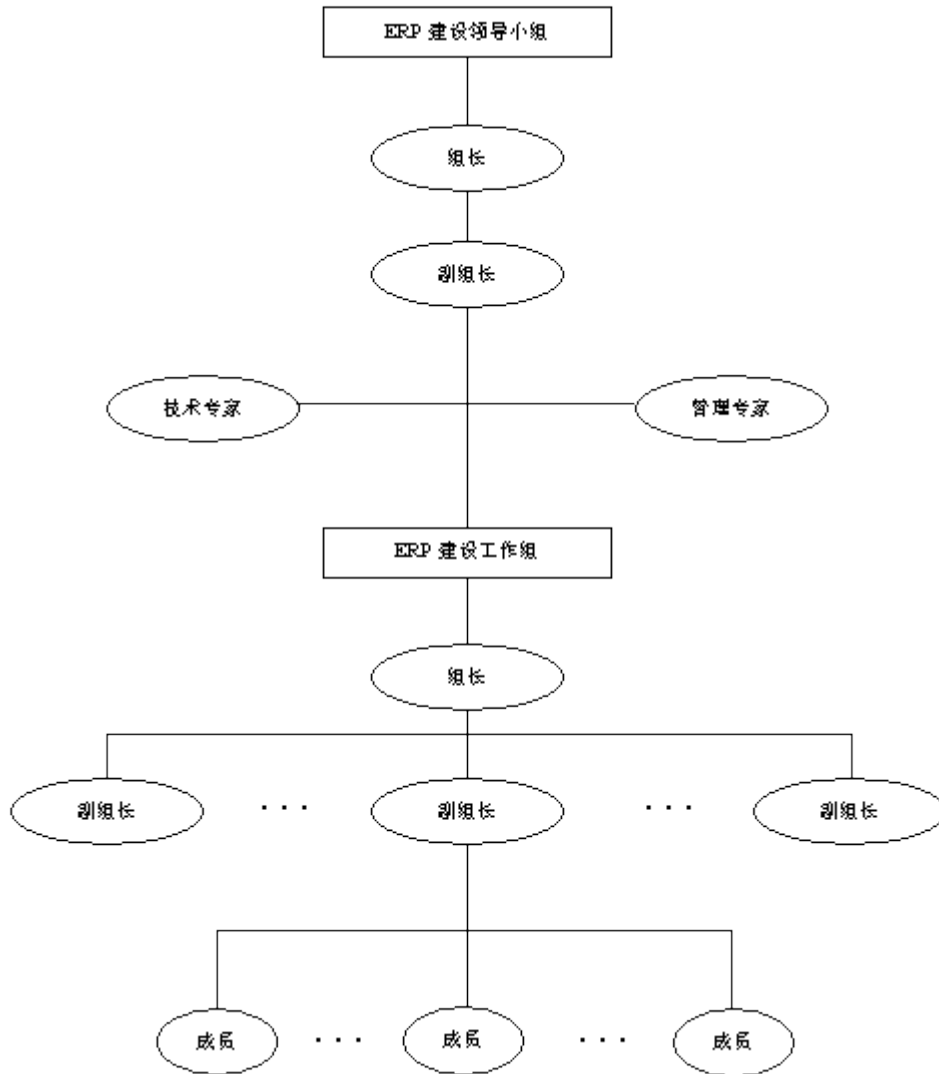 ERP 建设领导小组
组长
副组长
技术专家
管理专家
ERP 建设工作组
组长
副组长 ··· 副组长 ··· 副组长
成员 ··· 成员 ··· 成员